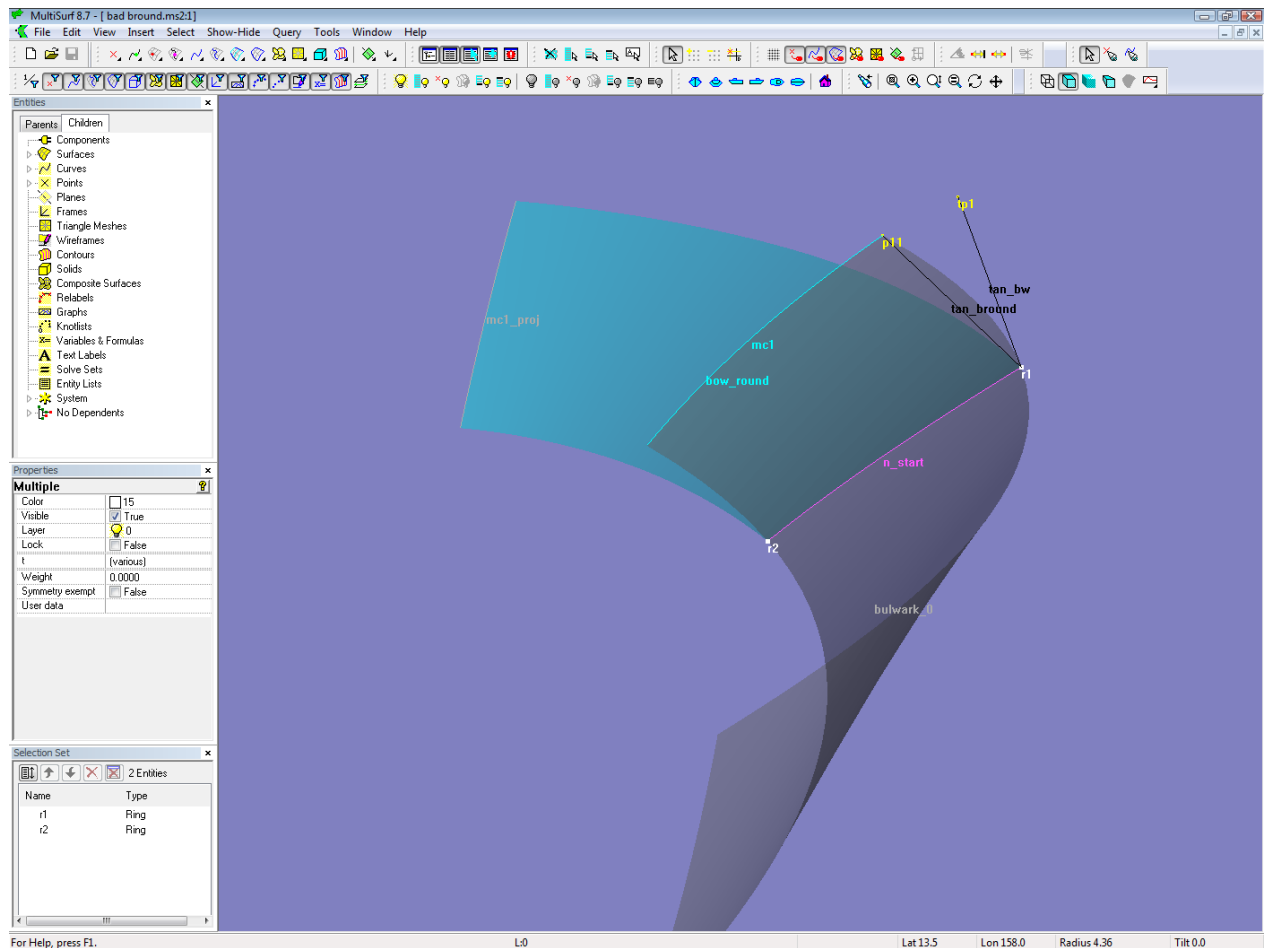 MultiSurf 8.7 - [ bad bround.ms2:1]
File Edit View Insert Select Show-Hide Query Tools Window Help
Entities
Parents Children
Components
Surfaces
Curves
Points
Planes
Frames
Triangle Meshes
Wireframes
Contours
Solids
Composite Surfaces
Relabels
Graphs
Knotlists
Variables & Formulas
Text Labels
Solve Sets
Entity Lists
System
No Dependents
Properties
Multiple
Color 15
Visible True
Layer 0
Lock False
t (various)
Weight 0.0000
Symmetry exempt False
User data
Selection Set
2 Entities
Name Type
r1 Ring
r2 Ring
tp1
p11
tan_bw
tan_bround
mc1_proj
mc1
r1
bow_round
n_start
r2
bulwark_0
For Help, press F1. L:0 Lat 13.5 Lon 158.0 Radius 4.36 Tilt 0.0